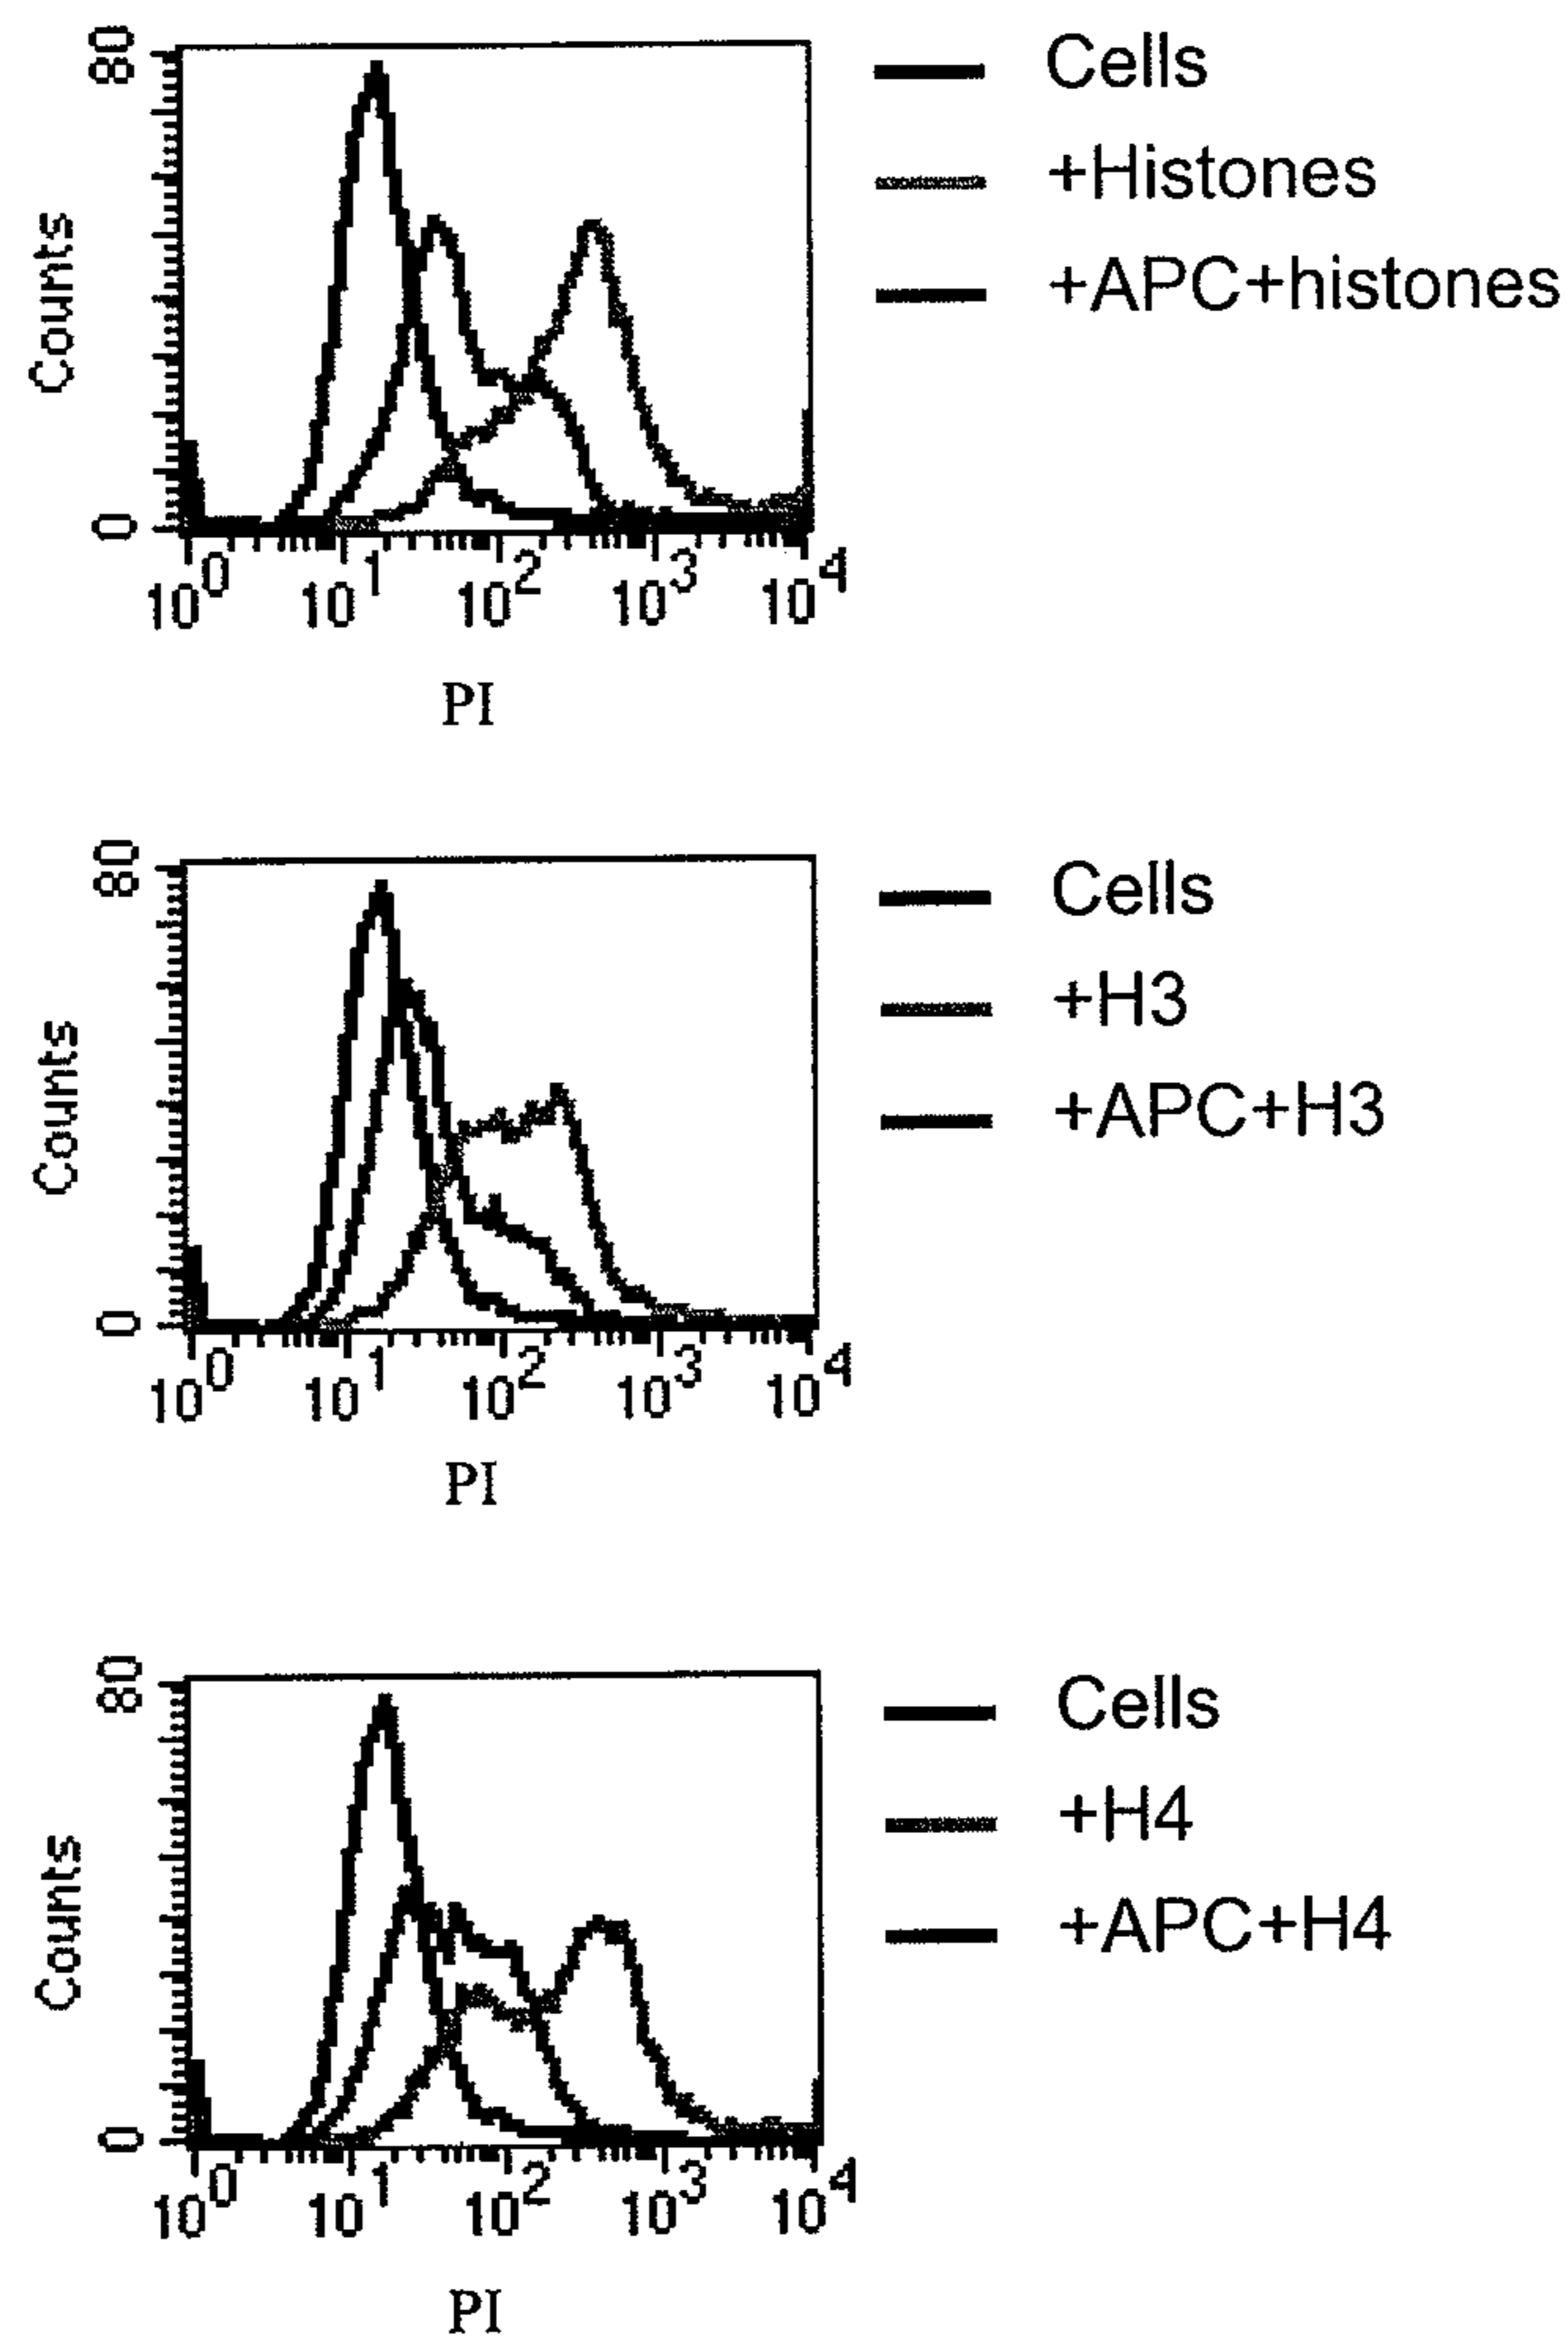 80
Counts
0
10^0 10^1 10^2 10^3 10^4
PI
Cells
+Histones
+APC+histones
80
Counts
0
10^0 10^1 10^2 10^3 10^4
PI
Cells
+H3
+APC+H3
80
Counts
0
10^0 10^1 10^2 10^3 10^4
PI
Cells
+H4
+APC+H4